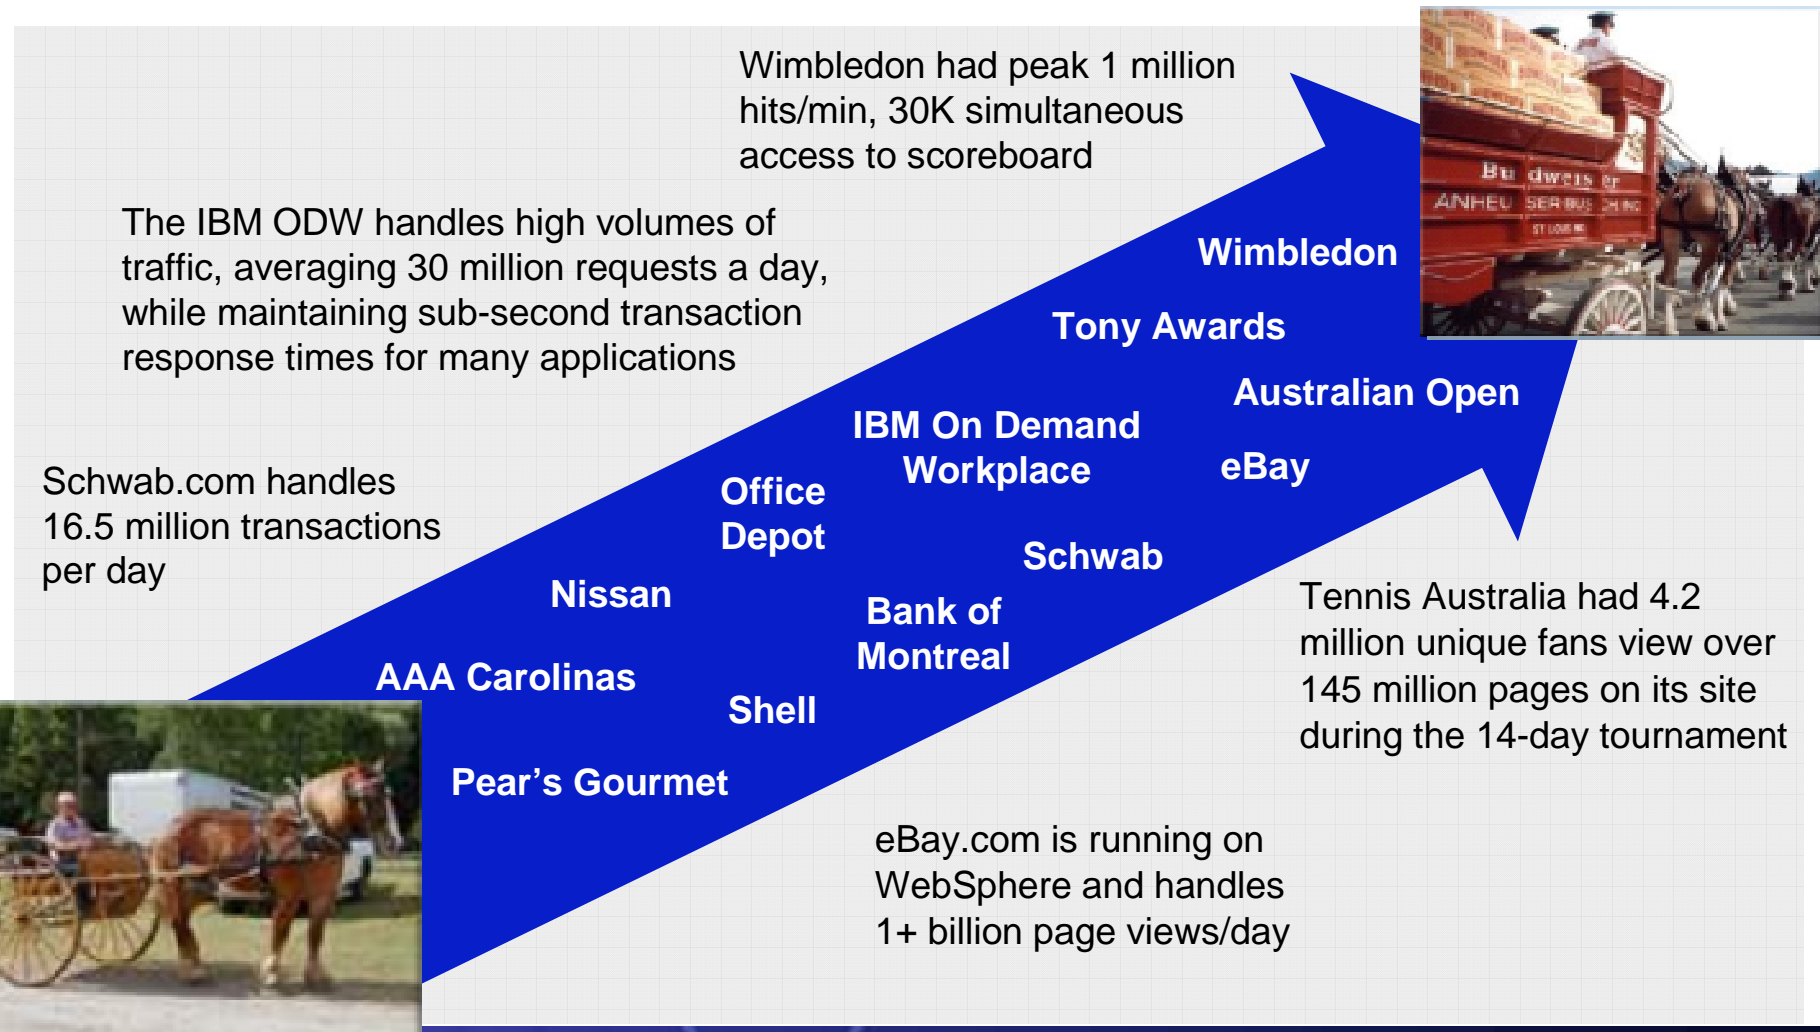 Wimbledon had peak 1 million
hits/min, 30K simultaneous
access to scoreboard
The IBM ODW handles high volumes of
traffic, averaging 30 million requests a day,
while maintaining sub-second transaction
response times for many applications
Schwab.com handles
16.5 million transactions
per day
Wimbledon
Tony Awards
Australian Open
IBM On Demand
Workplace
eBay
Office
Depot
Schwab
Nissan
Bank of
Montreal
AAA Carolinas
Shell
Pear’s Gourmet
Tennis Australia had 4.2
million unique fans view over
145 million pages on its site
during the 14-day tournament
eBay.com is running on
WebSphere and handles
1+ billion page views/day
Budweiser
ANHEUSER-BUSCH INC